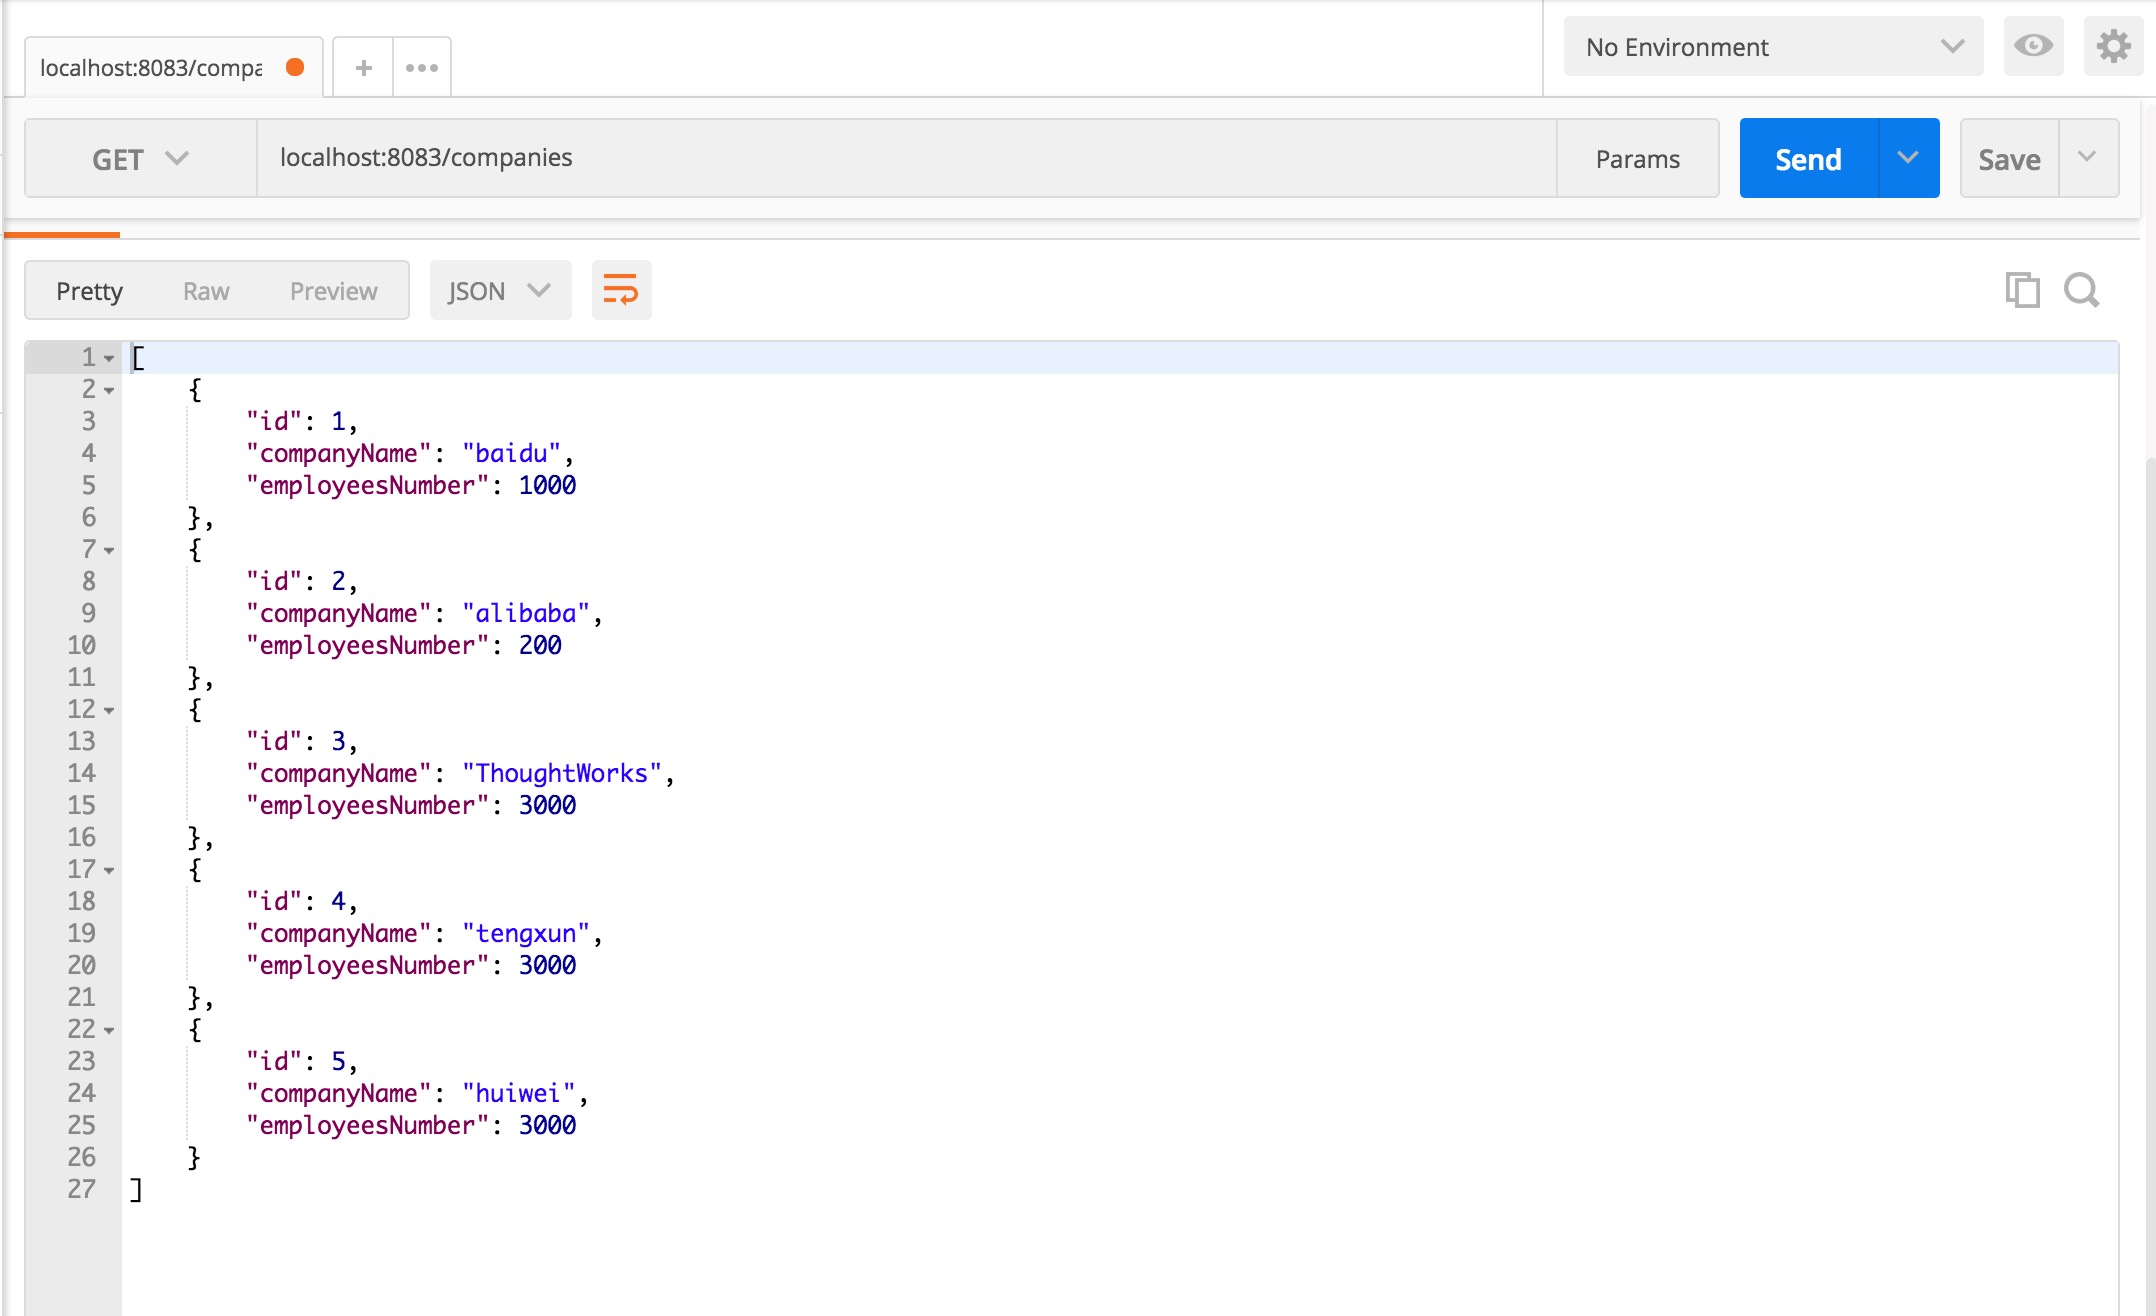 localhost:8083/compa
+
No Environment
GET
localhost:8083/companies
Params
Send
Save
Pretty
Raw
Preview
JSON
1 [
2 {
3 "id": 1,
4 "companyName": "baidu",
5 "employeesNumber": 1000
6 },
7 {
8 "id": 2,
9 "companyName": "alibaba",
10 "employeesNumber": 200
11 },
12 {
13 "id": 3,
14 "companyName": "ThoughtWorks",
15 "employeesNumber": 3000
16 },
17 {
18 "id": 4,
19 "companyName": "tengxun",
20 "employeesNumber": 3000
21 },
22 {
23 "id": 5,
24 "companyName": "huiwei",
25 "employeesNumber": 3000
26 }
27 ]